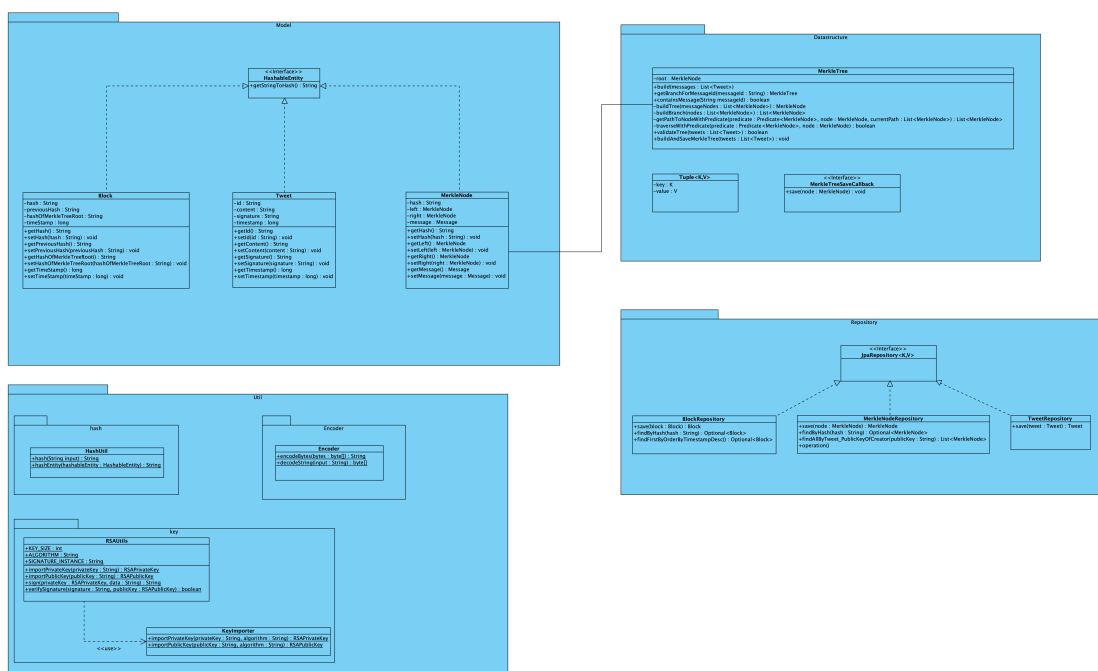 Model
<<Interface>>
HashableEntity
+getStringToHash() : String
Block
-hash : String
-previousHash : String
-hashOfMerkleTreeRoot : String
-timeStamp : long
+getHash() : String
+setHash(hash : String) : void
+getPreviousHash() : String
+setPreviousHash(previousHash : String) : void
+getHashOfMerkleTreeRoot() : String
+setHashOfMerkleTreeRoot(hashOfMerkleTreeRoot : String) : void
+getTimeStamp() : long
+setTimeStamp(timeStamp : long) : void
Tweet
-id : String
-content : String
-signature : String
-timestamp : long
+getId() : String
+setId(id : String) : void
+getContent() : String
+setContent(content : String) : void
+getSignature() : String
+setSignature(signature : String) : void
+getTimestamp() : long
+setTimestamp(timestamp : long) : void
MerkleNode
-hash : String
-left : MerkleNode
-right : MerkleNode
-message : Message
+getHash() : String
+setHash(hash : String) : void
+getLeft() : MerkleNode
+setLeft(left : MerkleNode) : void
+getRight() : MerkleNode
+setRight(right : MerkleNode) : void
+getMessage() : Message
+setMessage(message : Message) : void
Datastructure
MerkleTree
-root : MerkleNode
+build(messages : List<Tweet>)
+getBranchForMessageId(messageId : String) : MerkleTree
+containsMessage(String messageId) : boolean
-buildTree(messageNodes : List<MerkleNode>) : MerkleNode
-buildBranch(nodes : List<MerkleNode>) : List<MerkleNode>
-getPathToNodeWithPredicate(predicate : Predicate<MerkleNode>, node : MerkleNode, currentPath : List<MerkleNode>) : List<MerkleNode>
-traverseWithPredicate(predicate : Predicate<MerkleNode>, node : MerkleNode) : boolean
+validateTree(tweets : List<Tweet>) : boolean
+buildAndSaveMerkleTree(tweets : List<Tweet>) : void
Tuple<K,V>
-key : K
-value : V
<<Interface>>
MerkleTreeSaveCallback
+save(node : MerkleNode) : void
Repository
<<Interface>>
JpaRepository<K,V>
BlockRepository
+save(block : Block) : Block
+findByHash(hash : String) : Optional<Block>
+findFirstByOrderByTimestampDesc() : Optional<Block>
MerkleNodeRepository
+save(node : MerkleNode) : MerkleNode
+findByHash(hash : String) : Optional<MerkleNode>
+findAllByTweet_PublicKeyOfCreator(publicKey : String) : List<MerkleNode>
+operation()
TweetRepository
+save(tweet : Tweet) : Tweet
Util
hash
HashUtil
+hash(String input) : String
+hashEntity(hashableEntity : HashableEntity) : String
Encoder
Encoder
+encodeBytes(bytes : byte[]) : String
+decodeString(input : String) : byte[]
key
RSAUtils
+KEY_SIZE : int
+ALGORITHM : String
+SIGNATURE_INSTANCE : String
+importPrivateKey(privateKey : String) : RSAPrivateKey
+importPublicKey(publicKey : String) : RSAPublicKey
+sign(privateKey : RSAPrivateKey, data : String) : String
+verifySignature(signature : String, publicKey : RSAPublicKey) : boolean
<<use>>
KeyImporter
+importPrivateKey(privateKey : String, algorithm : String) : RSAPrivateKey
+importPublicKey(publicKey : String, algorithm : String) : RSAPublicKey